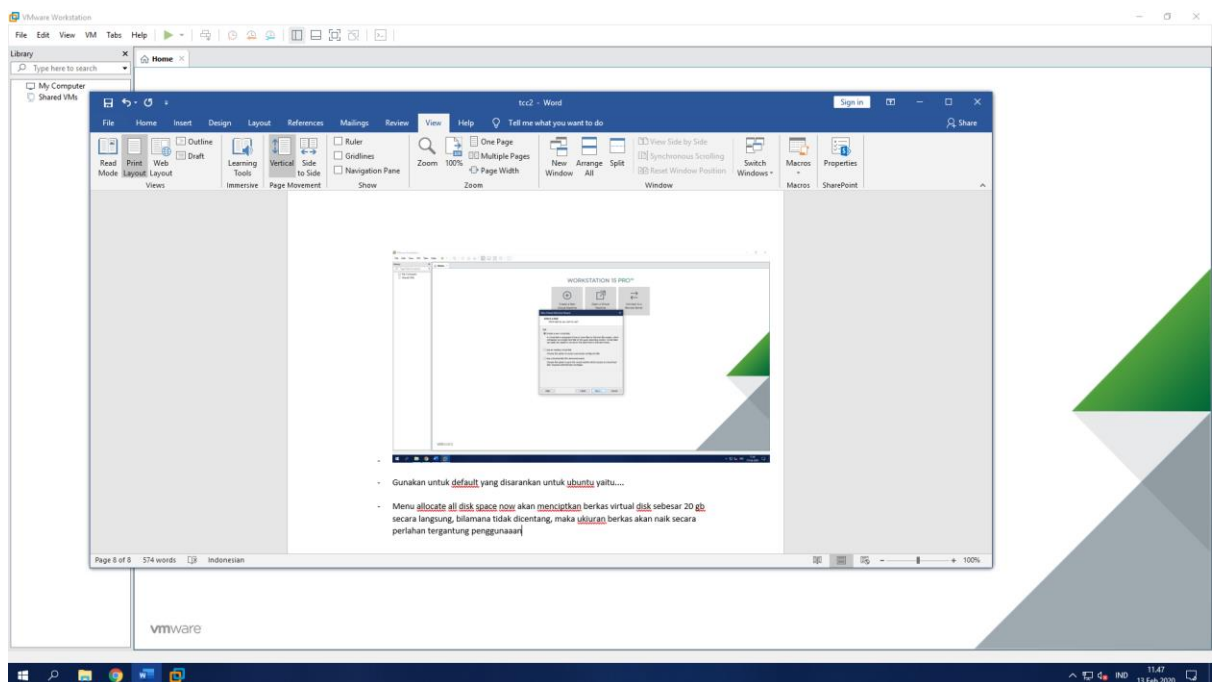 VMware Workstation
File Edit View VM Tabs Help
Library
Type here to search
Home
My Computer
Shared VMs
tcc2 - Word
Sign in
File Home Insert Design Layout References Mailings Review View Help Tell me what you want to do
Share
Read Mode
Print Layout
Web Layout
Outline
Draft
Views
Learning Tools
Immersive
Vertical
Side to Side
Page Movement
Ruler
Gridlines
Navigation Pane
Show
Zoom
100%
One Page
Multiple Pages
Page Width
Zoom
New Window
Arrange All
Split
View Side by Side
Synchronous Scrolling
Reset Window Position
Window
Switch Windows
Macros
Macros
Properties
SharePoint
WORKSTATION 15 PRO™
-
- Gunakan untuk default yang disarankan untuk ubuntu yaitu....
- Menu allocate all disk space now akan menciptkan berkas virtual disk sebesar 20 gb
secara langsung, bilamana tidak dicentang, maka ukiuran berkas akan naik secara
perlahan tergantung penggunaaan
Page 8 of 8 574 words Indonesian
100%
vmware
IND
11.47
13 Feb 2020